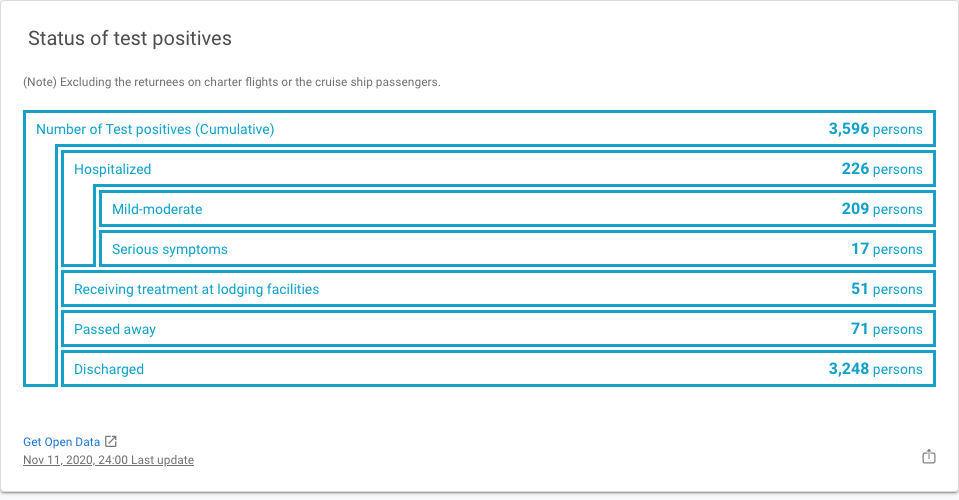 Status of test positives
(Note) Excluding the returnees on charter flights or the cruise ship passengers.
Number of Test positives (Cumulative) 3,596 persons
Hospitalized 226 persons
Mild-moderate 209 persons
Serious symptoms 17 persons
Receiving treatment at lodging facilities 51 persons
Passed away 71 persons
Discharged 3,248 persons
Get Open Data
Nov 11, 2020, 24:00 Last update